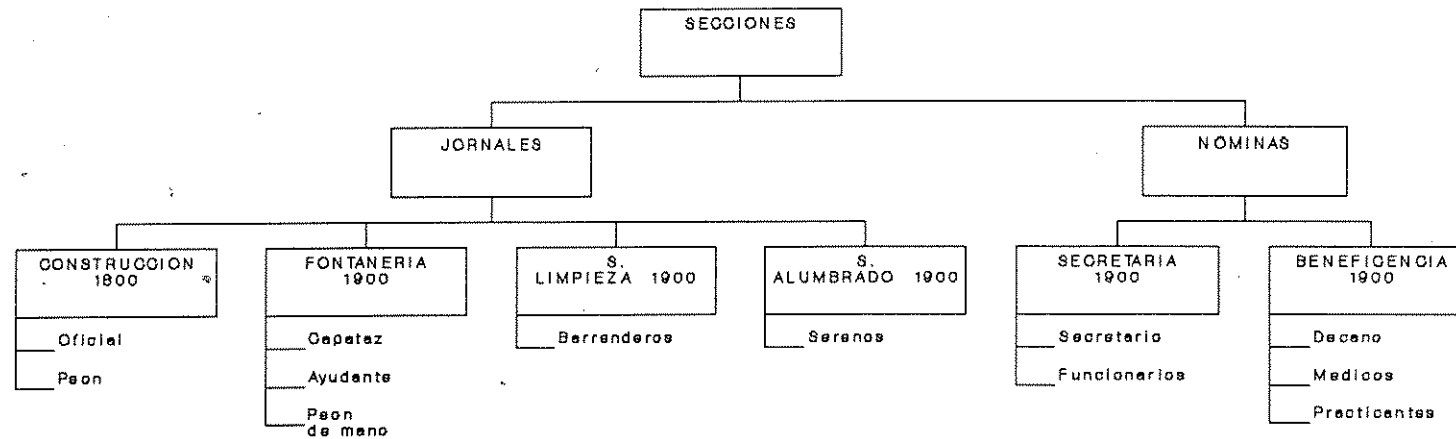 SECCIONES
JORNALES
NOMINAS
CONSTRUCCION
1800
FONTANERIA
1900
S.
LIMPIEZA 1900
S.
ALUMBRADO 1900
SECRETARIA
1900
BENEFICENCIA
1900
Oficial
Peon
Capataz
Ayudante
Peon
de mano
Barrenderos
Serenos
Secretario
Funcionarios
Decano
Medicos
Practicantes